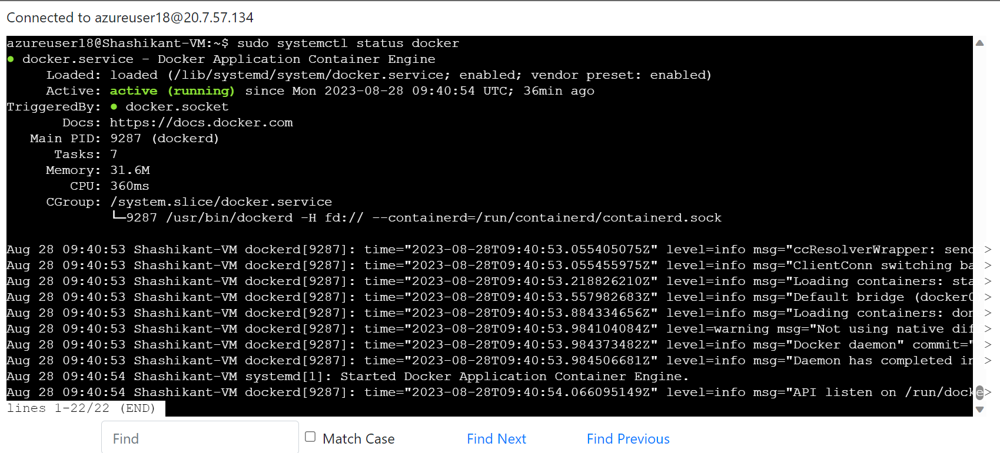 Connected to azureuser18@20.7.57.134
azureuser18@Shashikant-VM:~$ sudo systemctl status docker
● docker.service - Docker Application Container Engine
Loaded: loaded (/lib/systemd/system/docker.service; enabled; vendor preset: enabled)
Active: active (running) since Mon 2023-08-28 09:40:54 UTC; 36min ago
TriggeredBy: ● docker.socket
Docs: https://docs.docker.com
Main PID: 9287 (dockerd)
Tasks: 7
Memory: 31.6M
CPU: 360ms
CGroup: /system.slice/docker.service
└─9287 /usr/bin/dockerd -H fd:// --containerd=/run/containerd/containerd.sock
Aug 28 09:40:53 Shashikant-VM dockerd[9287]: time="2023-08-28T09:40:53.055405075Z" level=info msg="ccResolverWrapper: send >
Aug 28 09:40:53 Shashikant-VM dockerd[9287]: time="2023-08-28T09:40:53.055455975Z" level=info msg="ClientConn switching ba >
Aug 28 09:40:53 Shashikant-VM dockerd[9287]: time="2023-08-28T09:40:53.218826210Z" level=info msg="Loading containers: sta >
Aug 28 09:40:53 Shashikant-VM dockerd[9287]: time="2023-08-28T09:40:53.557982683Z" level=info msg="Default bridge (docker0 >
Aug 28 09:40:53 Shashikant-VM dockerd[9287]: time="2023-08-28T09:40:53.884334656Z" level=info msg="Loading containers: don >
Aug 28 09:40:53 Shashikant-VM dockerd[9287]: time="2023-08-28T09:40:53.984104084Z" level=warning msg="Not using native dif >
Aug 28 09:40:53 Shashikant-VM dockerd[9287]: time="2023-08-28T09:40:53.984373482Z" level=info msg="Docker daemon" commit=" >
Aug 28 09:40:53 Shashikant-VM dockerd[9287]: time="2023-08-28T09:40:53.984506681Z" level=info msg="Daemon has completed in >
Aug 28 09:40:54 Shashikant-VM systemd[1]: Started Docker Application Container Engine.
Aug 28 09:40:54 Shashikant-VM dockerd[9287]: time="2023-08-28T09:40:54.066095149Z" level=info msg="API listen on /run/docke>
lines 1-22/22 (END)
Find
Match Case
Find Next
Find Previous